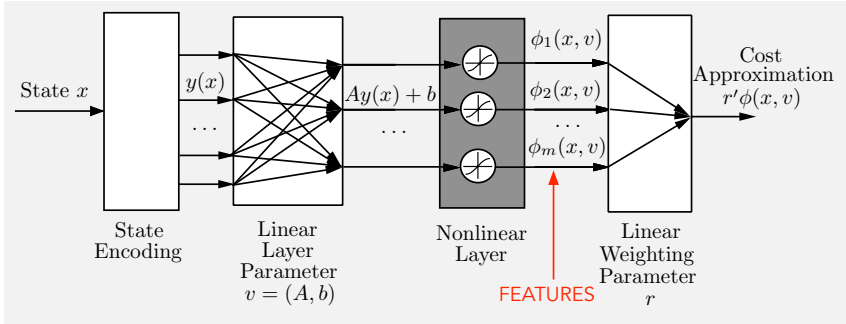 State x
y(x)
. . .
Ay(x) + b
. . .
ϕ₁(x, v)
ϕ₂(x, v)
. . .
ϕₘ(x, v)
Cost
Approximation
r′ϕ(x, v)
State
Encoding
Linear
Layer
Parameter
v = (A, b)
Nonlinear
Layer
FEATURES
Linear
Weighting
Parameter
r